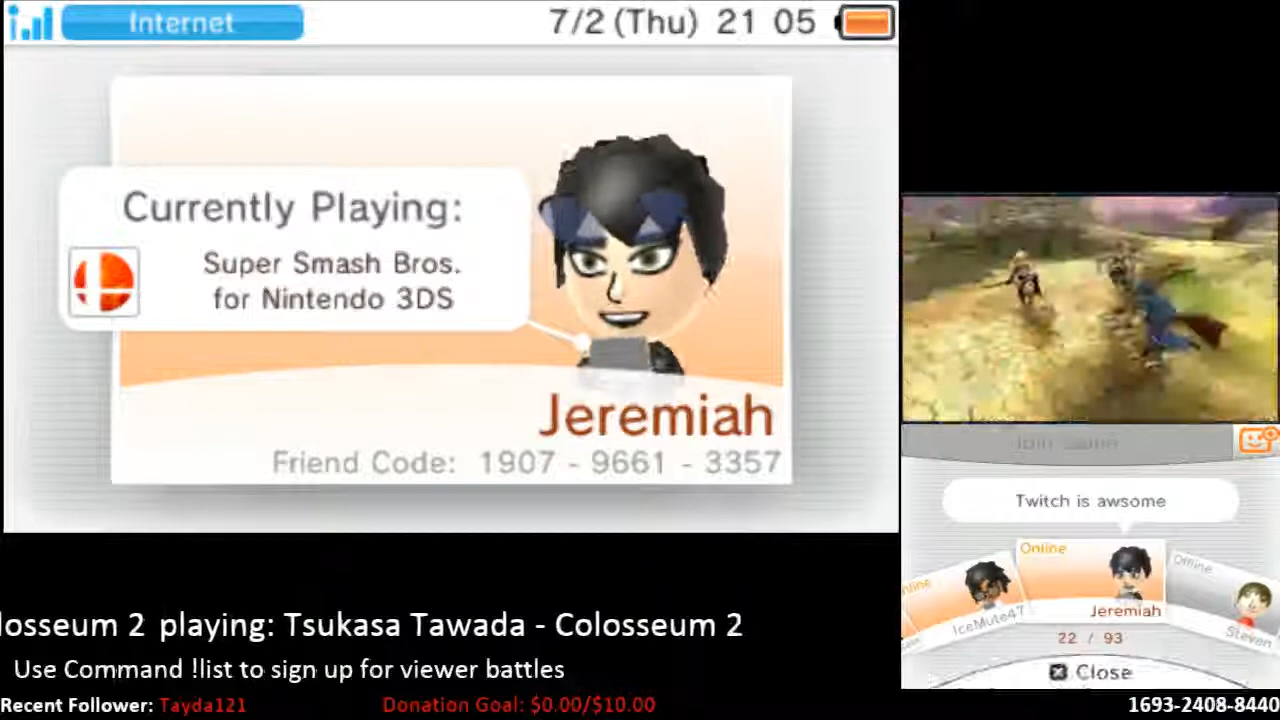 Internet
7/2 (Thu) 21 05
Currently Playing:
Super Smash Bros.
for Nintendo 3DS
Jeremiah
Friend Code: 1907 - 9661 - 3357
Twitch is awsome
Online
Offline
Jeremiah
IceMute47
Steven
22 / 93
Close
losseum 2 playing: Tsukasa Tawada - Colosseum 2
Use Command !list to sign up for viewer battles
Recent Follower: Tayda121
Donation Goal: $0.00/$10.00
1693-2408-8440